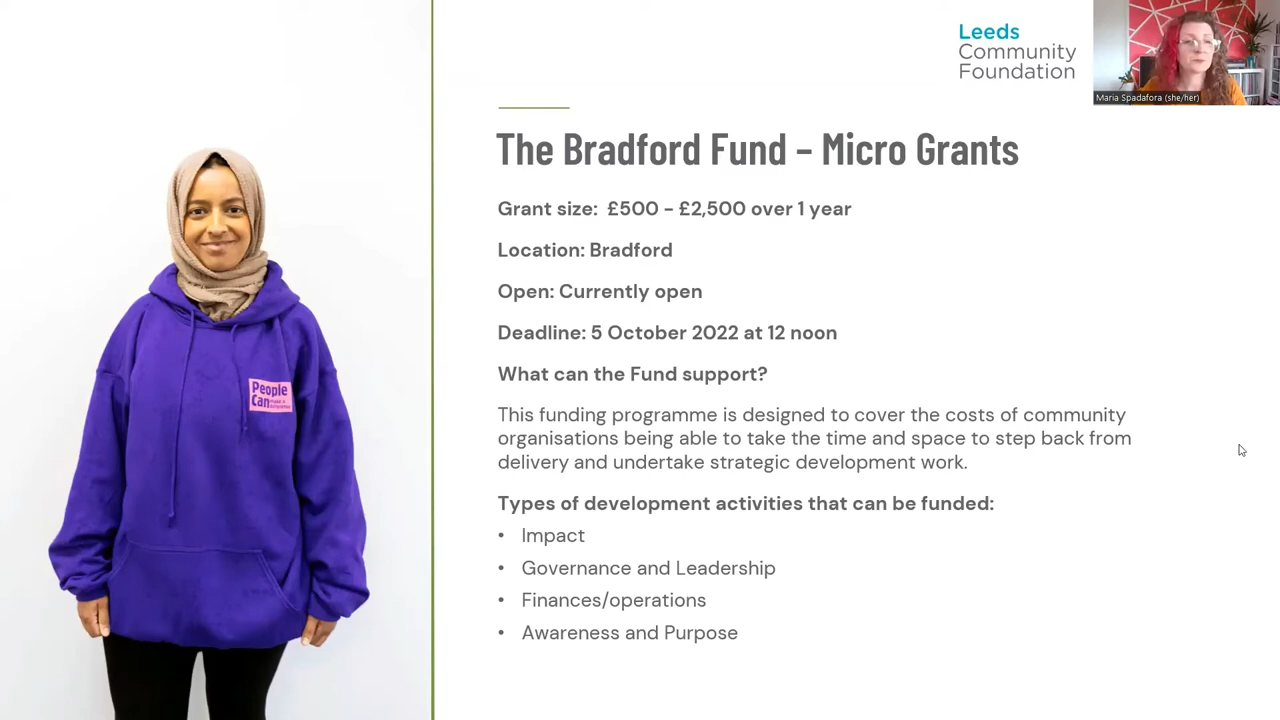 Leeds
Community
Foundation
Maria Spadafora (she/her)
The Bradford Fund – Micro Grants
Grant size: £500 – £2,500 over 1 year
Location: Bradford
Open: Currently open
Deadline: 5 October 2022 at 12 noon
What can the Fund support?
This funding programme is designed to cover the costs of community
organisations being able to take the time and space to step back from
delivery and undertake strategic development work.
Types of development activities that can be funded:
• Impact
• Governance and Leadership
• Finances/operations
• Awareness and Purpose
People
Can